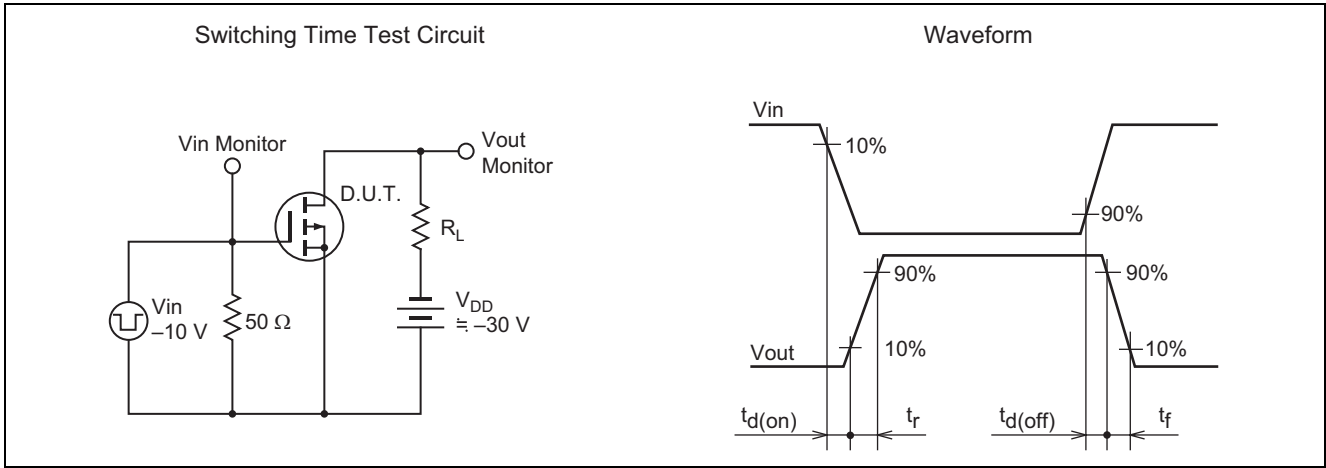 Switching Time Test Circuit
Vin Monitor
D.U.T.
Vout
Monitor
RL
Vin
–10 V
50 Ω
VDD
≒ –30 V
Waveform
Vin
10%
90%
Vout
90%
10%
90%
10%
td(on)
tr
td(off)
tf